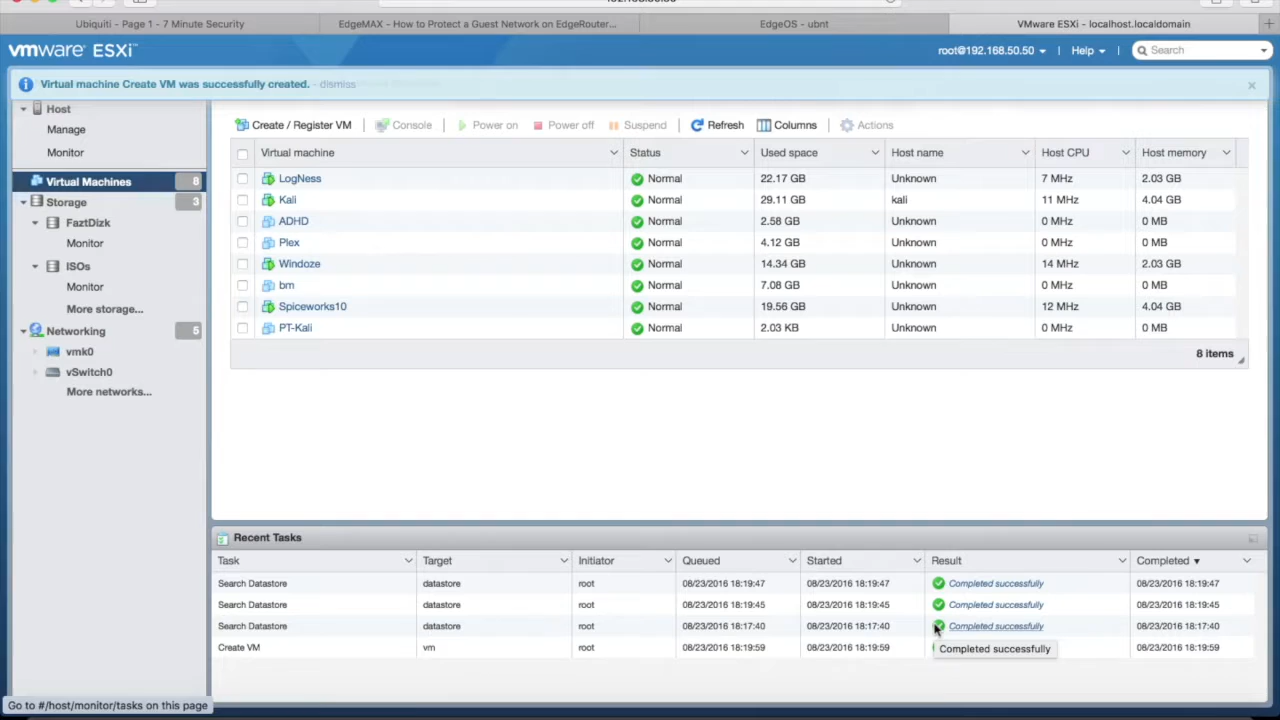 192.168.50.50
Ubiquiti - Page 1 - 7 Minute Security
EdgeMAX - How to Protect a Guest Network on EdgeRouter...
EdgeOS - ubnt
VMware ESXi - localhost.localdomain
vmware ESXi™
root@192.168.50.50 | Help | Search
Virtual machine Create VM was successfully created. - dismiss
Host
Manage
Monitor
Virtual Machines 8
Storage 3
FaztDizk
Monitor
ISOs
Monitor
More storage...
Networking 5
vmk0
vSwitch0
More networks...
Create / Register VM | Console | Power on Power off Suspend | Refresh Columns | Actions
Virtual machine Status Used space Host name Host CPU Host memory
LogNess Normal 22.17 GB Unknown 7 MHz 2.03 GB
Kali Normal 29.11 GB kali 11 MHz 4.04 GB
ADHD Normal 2.58 GB Unknown 0 MHz 0 MB
Plex Normal 4.12 GB Unknown 0 MHz 0 MB
Windoze Normal 14.34 GB Unknown 14 MHz 2.03 GB
bm Normal 7.08 GB Unknown 0 MHz 0 MB
Spiceworks10 Normal 19.56 GB Unknown 12 MHz 4.04 GB
PT-Kali Normal 2.03 KB Unknown 0 MHz 0 MB
8 items
Recent Tasks
Task Target Initiator Queued Started Result Completed ▼
Search Datastore datastore root 08/23/2016 18:19:47 08/23/2016 18:19:47 Completed successfully 08/23/2016 18:19:47
Search Datastore datastore root 08/23/2016 18:19:45 08/23/2016 18:19:45 Completed successfully 08/23/2016 18:19:45
Search Datastore datastore root 08/23/2016 18:17:40 08/23/2016 18:17:40 Completed successfully 08/23/2016 18:17:40
Create VM vm root 08/23/2016 18:19:59 08/23/2016 18:19:59 08/23/2016 18:19:59
Completed successfully
Go to #/host/monitor/tasks on this page